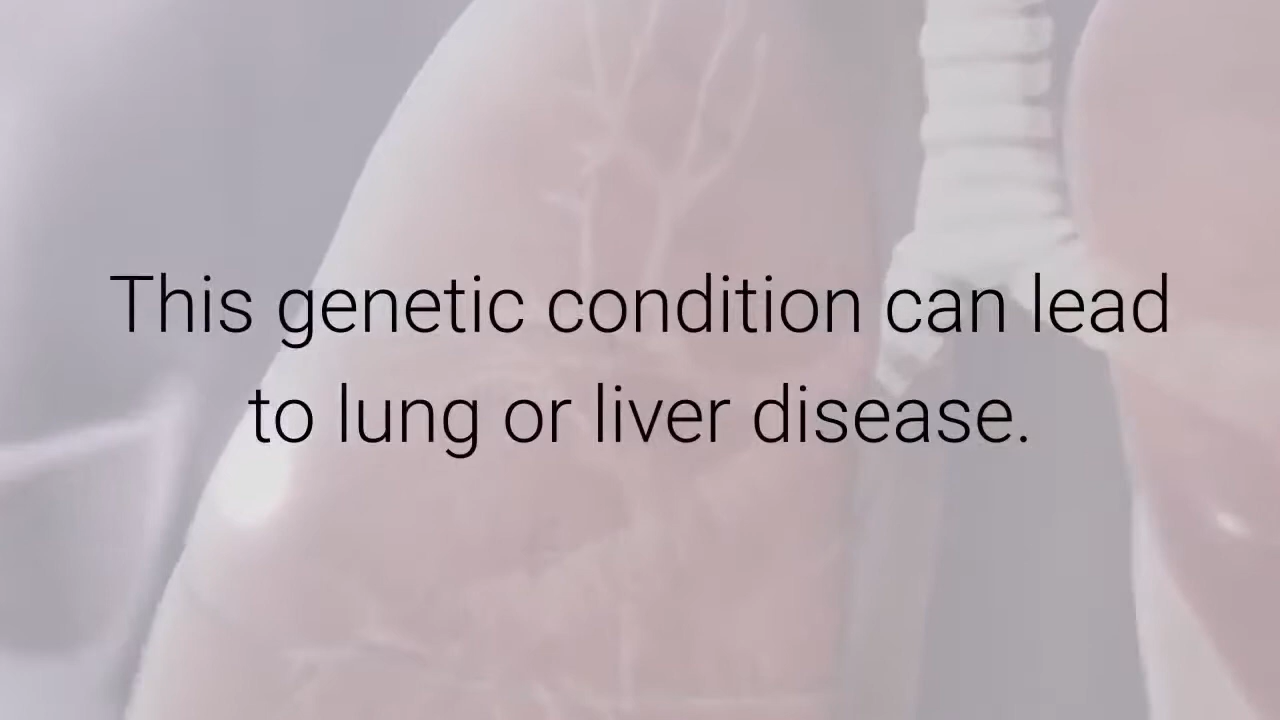 This genetic condition can lead
to lung or liver disease.